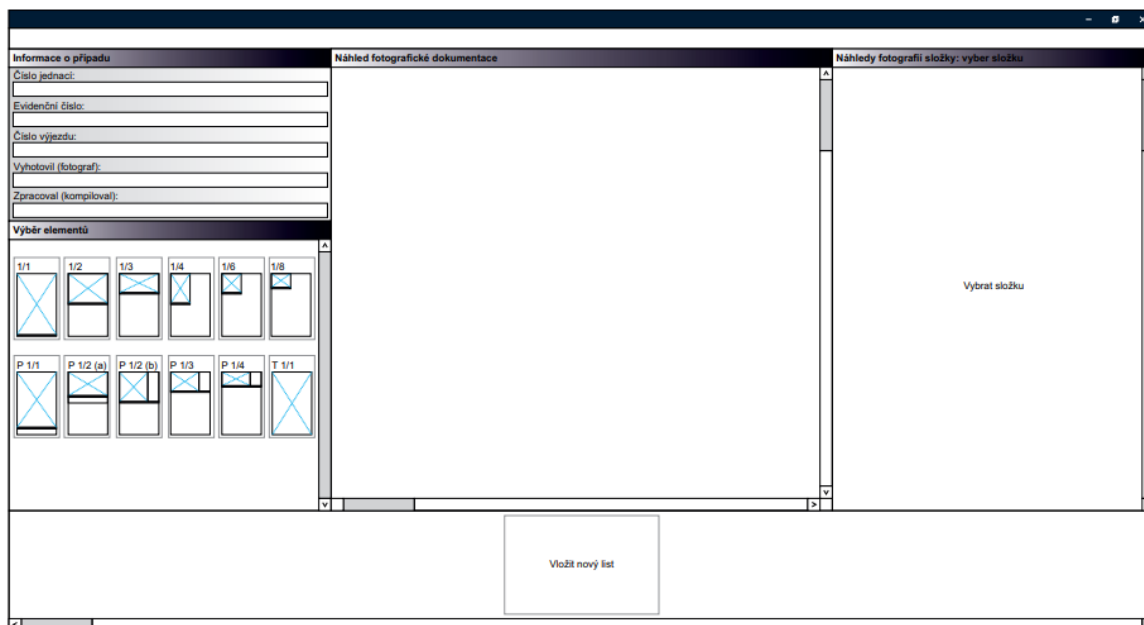 Informace o případu
Číslo jednací:
Evidenční číslo:
Číslo výjezdu:
Vyhotovil (fotograf):
Zpracoval (kompiloval):
Výběr elementů
1/1 1/2 1/3 1/4 1/6 1/8
P 1/1 P 1/2 (a) P 1/2 (b) P 1/3 P 1/4 T 1/1
Náhled fotografické dokumentace
Náhledy fotografií složky: vyber složku
Vybrat složku
Vložit nový list